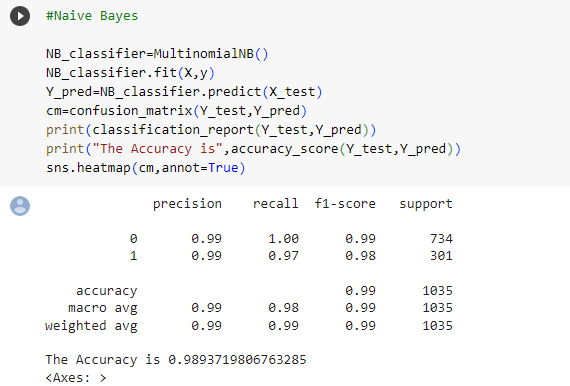 #Naive Bayes
NB_classifier=MultinomialNB()
NB_classifier.fit(X,y)
Y_pred=NB_classifier.predict(X_test)
cm=confusion_matrix(Y_test,Y_pred)
print(classification_report(Y_test,Y_pred))
print("The Accuracy is",accuracy_score(Y_test,Y_pred))
sns.heatmap(cm,annot=True)
precision recall f1-score support
0 0.99 1.00 0.99 734
1 0.99 0.97 0.98 301
accuracy 0.99 1035
macro avg 0.99 0.98 0.99 1035
weighted avg 0.99 0.99 0.99 1035
The Accuracy is 0.9893719806763285
<Axes: >